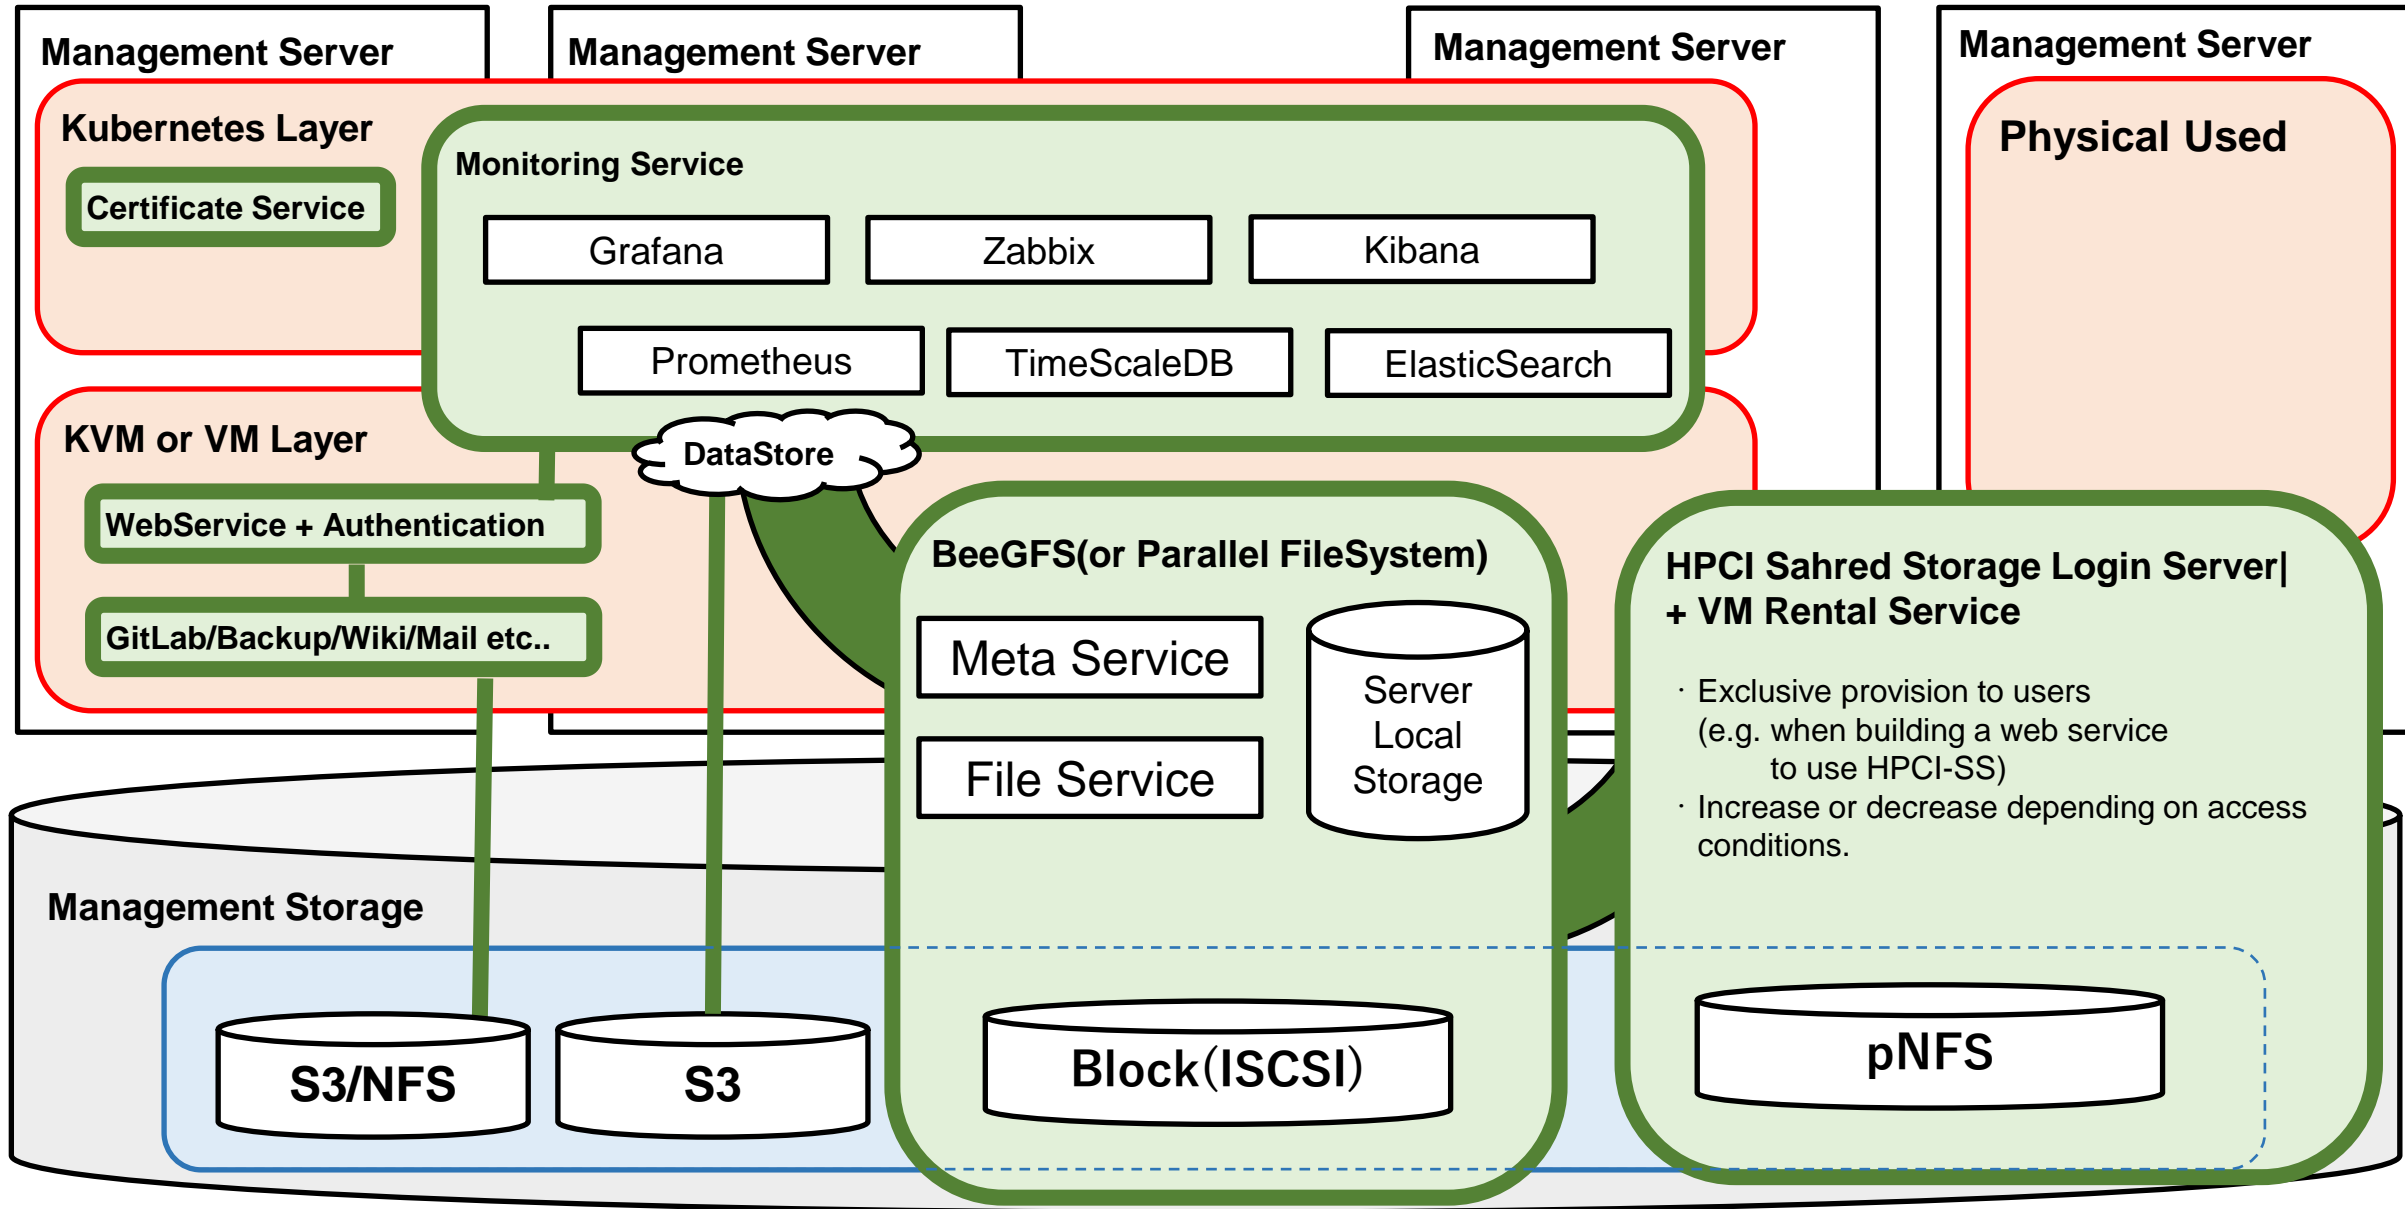 Management Server
Management Server
Management Server
Management Server
Kubernetes Layer
Certificate Service
Monitoring Service
Grafana
Zabbix
Kibana
Prometheus
TimeScaleDB
ElasticSearch
Physical Used
KVM or VM Layer
DataStore
WebService + Authentication
GitLab/Backup/Wiki/Mail etc..
BeeGFS(or Parallel FileSystem)
Meta Service
File Service
Server
Local
Storage
HPCI Sahred Storage Login Server|
+ VM Rental Service
・Exclusive provision to users
(e.g. when building a web service
to use HPCI-SS)
・Increase or decrease depending on access
conditions.
Management Storage
S3/NFS
S3
Block(ISCSI)
pNFS